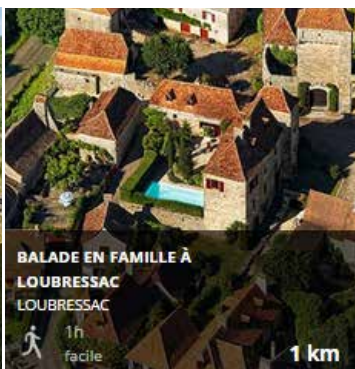 BALADE EN FAMILLE À
LOUBRESSAC
LOUBRESSAC
1h
facile
1 km